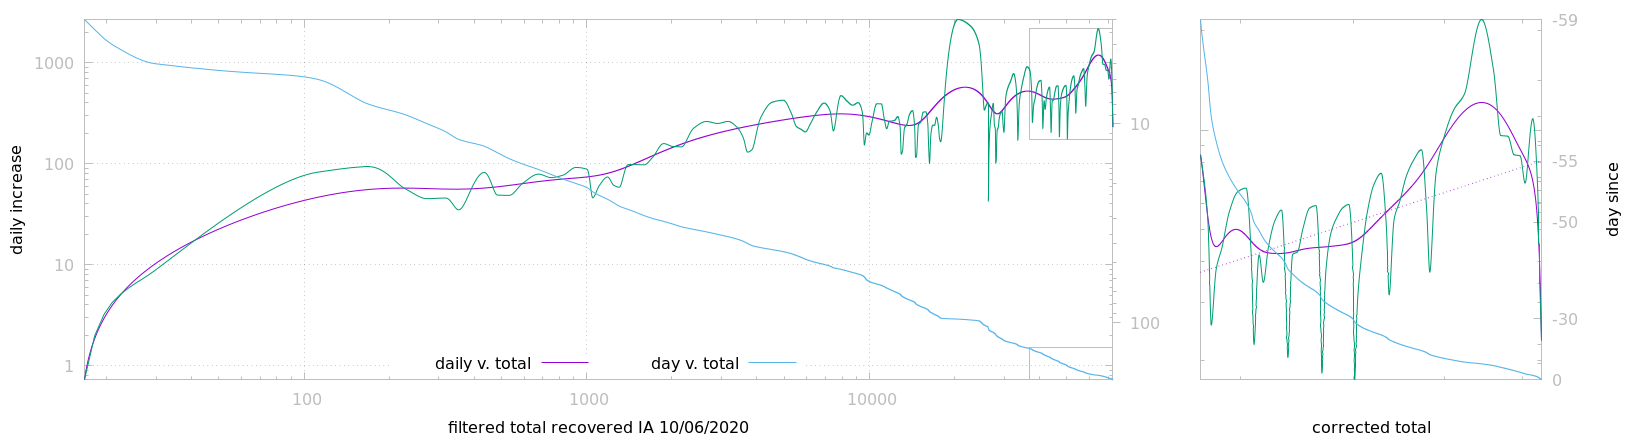 1000
100
10
1
daily increase
100
1000
10000
filtered total recovered IA 10/06/2020
daily v. total
day v. total
10
100
-59
-55
-50
-30
0
day since
corrected total